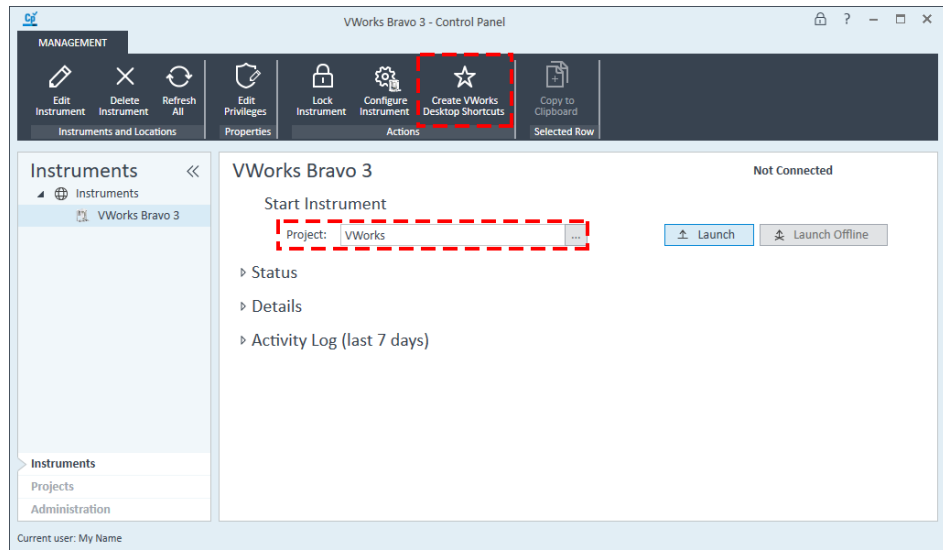 Cp
VWorks Bravo 3 - Control Panel
?
MANAGEMENT
Edit Instrument
Delete Instrument
Refresh All
Edit Privileges
Lock Instrument
Configure Instrument
Create VWorks Desktop Shortcuts
Copy to Clipboard
Instruments and Locations
Properties
Actions
Selected Row
Instruments
Instruments
VWorks Bravo 3
VWorks Bravo 3
Not Connected
Start Instrument
Project: VWorks ...
Launch
Launch Offline
Status
Details
Activity Log (last 7 days)
Instruments
Projects
Administration
Current user: My Name